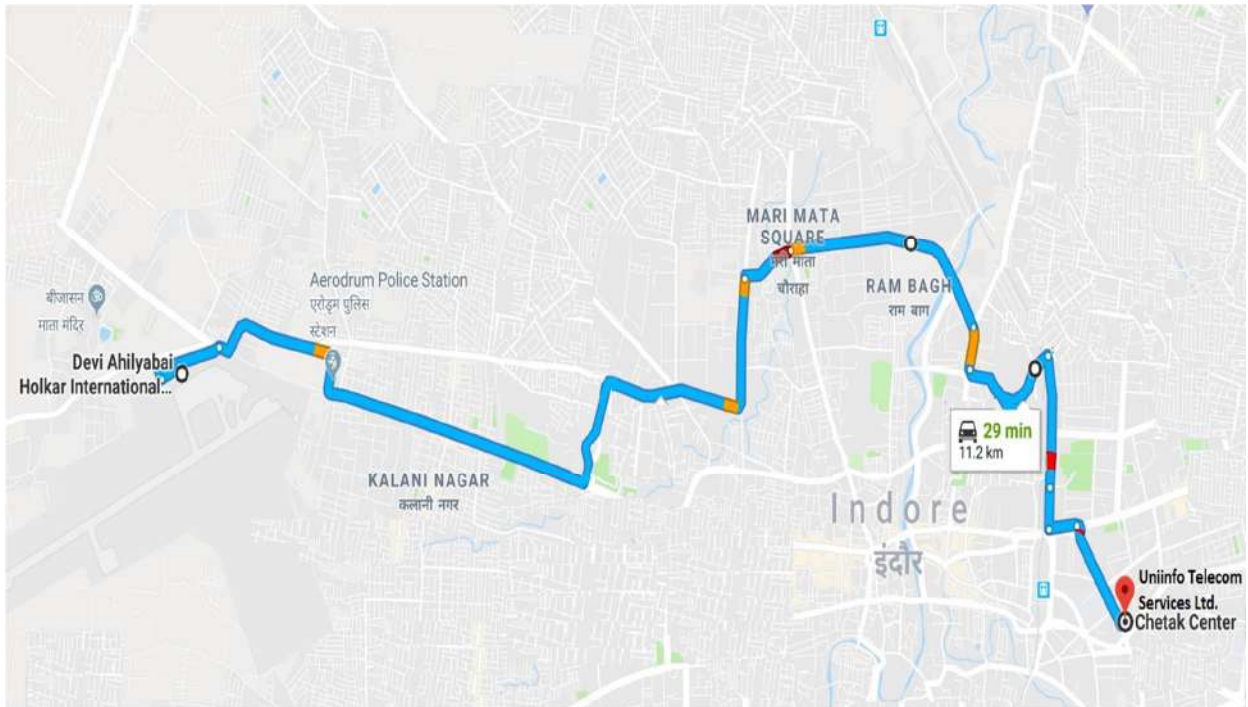 MARI MATA
SQUARE
चौराहा
RAM BAGH
राम बाग
Aerodrum Police Station
एरोड्रम पुलिस
स्टेशन
बीजासन
माता मंदिर
Devi Ahilyabai
Holkar International...
29 min
11.2 km
KALANI NAGAR
कलानी नगर
Indore
इंदौर
Uniinfo Telecom
Services Ltd.
Chetak Center